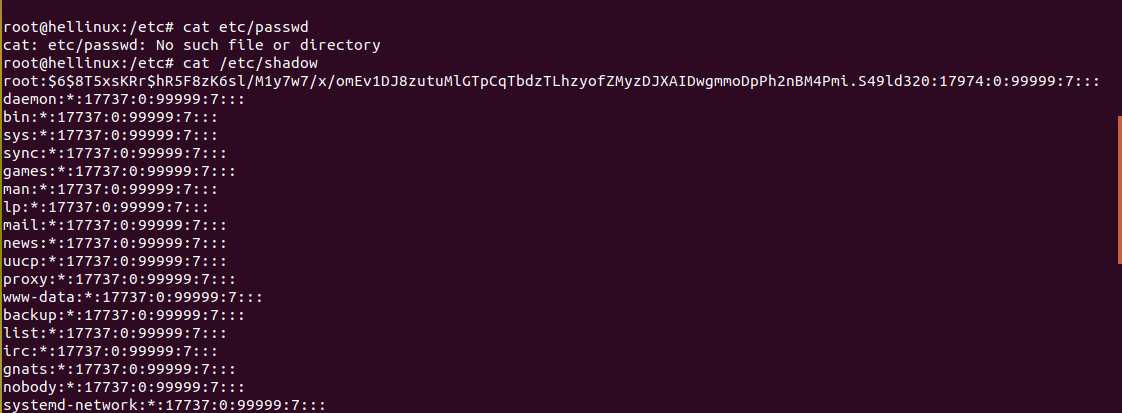 root@hellinux:/etc# cat etc/passwd
cat: etc/passwd: No such file or directory
root@hellinux:/etc# cat /etc/shadow
root:$6$8T5xsKRr$hR5F8zK6sl/M1y7w7/x/omEv1DJ8zutuMlGTpCqTbdzTLhzyofZMyzDJXAIDwgmmoDpPh2nBM4Pmi.S49ld320:17974:0:99999:7:::
daemon:*:17737:0:99999:7:::
bin:*:17737:0:99999:7:::
sys:*:17737:0:99999:7:::
sync:*:17737:0:99999:7:::
games:*:17737:0:99999:7:::
man:*:17737:0:99999:7:::
lp:*:17737:0:99999:7:::
mail:*:17737:0:99999:7:::
news:*:17737:0:99999:7:::
uucp:*:17737:0:99999:7:::
proxy:*:17737:0:99999:7:::
www-data:*:17737:0:99999:7:::
backup:*:17737:0:99999:7:::
list:*:17737:0:99999:7:::
irc:*:17737:0:99999:7:::
gnats:*:17737:0:99999:7:::
nobody:*:17737:0:99999:7:::
systemd-network:*:17737:0:99999:7:::